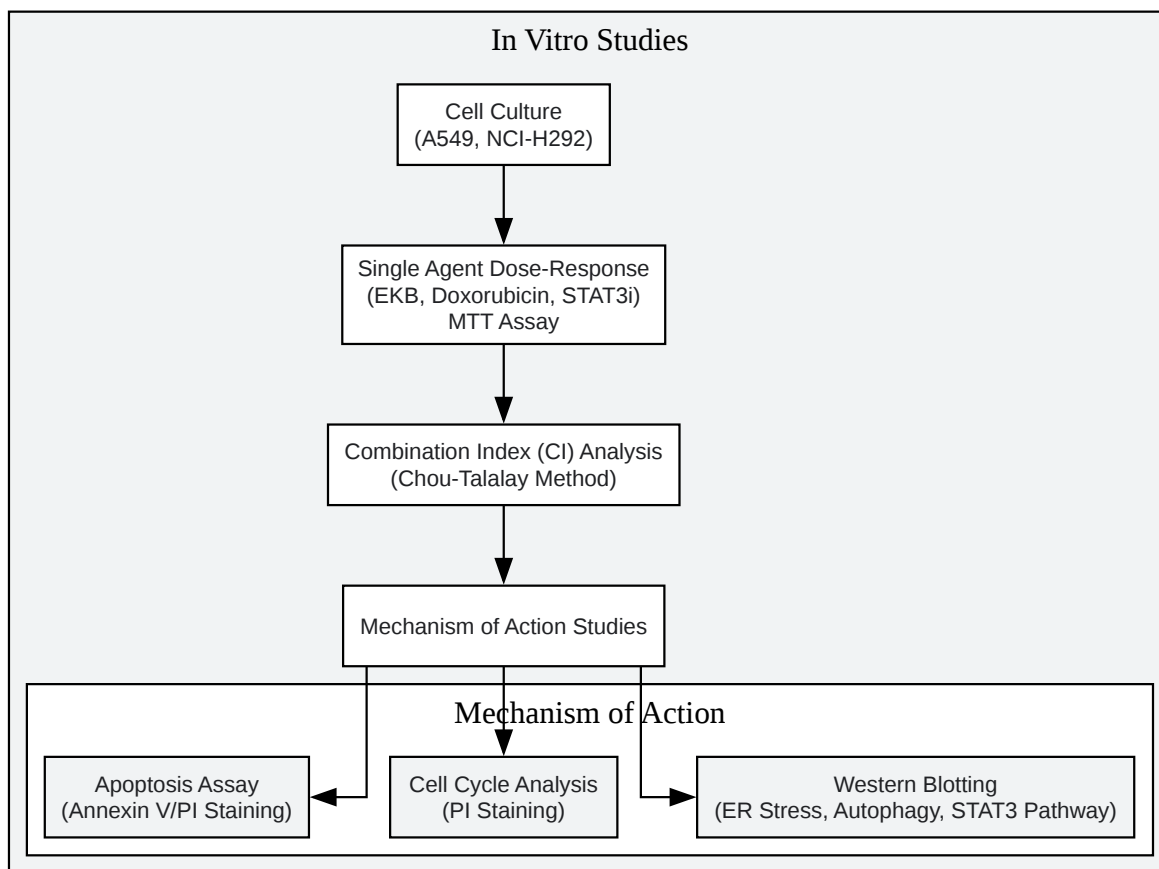 In Vitro Studies
Cell Culture
(A549, NCI-H292)
Single Agent Dose-Response
(EKB, Doxorubicin, STAT3i)
MTT Assay
Combination Index (CI) Analysis
(Chou-Talalay Method)
Mechanism of Action Studies
Mechanism of Action
Apoptosis Assay
(Annexin V/PI Staining)
Cell Cycle Analysis
(PI Staining)
Western Blotting
(ER Stress, Autophagy, STAT3 Pathway)